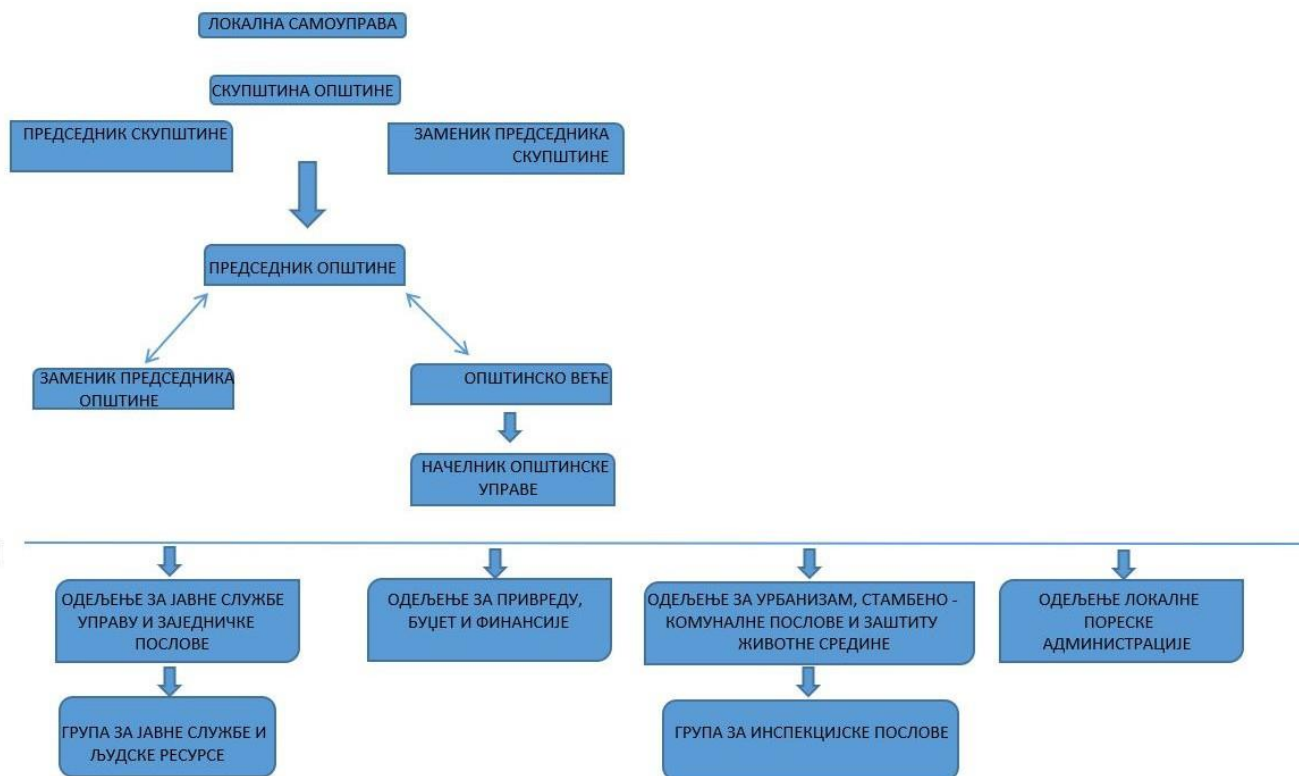 ЛОКАЛНА САМОУПРАВА
СКУПШТИНА ОПШТИНЕ
ПРЕДСЕДНИК СКУПШТИНЕ
ЗАМЕНИК ПРЕДСЕДНИКА
СКУПШТИНЕ
ПРЕДСЕДНИК ОПШТИНЕ
ЗАМЕНИК ПРЕДСЕДНИКА
ОПШТИНЕ
ОПШТИНСКО ВЕЋЕ
НАЧЕЛНИК ОПШТИНСКЕ
УПРАВЕ
ОДЕЉЕЊЕ ЗА ЈАВНЕ СЛУЖБЕ
УПРАВУ И ЗАЈЕДНИЧКЕ
ПОСЛОВЕ
ОДЕЉЕЊЕ ЗА ПРИВРЕДУ,
БУЏЕТ И ФИНАНСИЈЕ
ОДЕЉЕЊЕ ЗА УРБАНИЗАМ, СТАМБЕНО -
КОМУНАЛНЕ ПОСЛОВЕ И ЗАШТИТУ
ЖИВОТНЕ СРЕДИНЕ
ОДЕЉЕЊЕ ЛОКАЛНЕ
ПОРЕСКЕ
АДМИНИСТРАЦИЈЕ
ГРУПА ЗА ЈАВНЕ СЛУЖБЕ И
ЉУДСКЕ РЕСУРСЕ
ГРУПА ЗА ИНСПЕКЦИЈСКЕ ПОСЛОВЕ